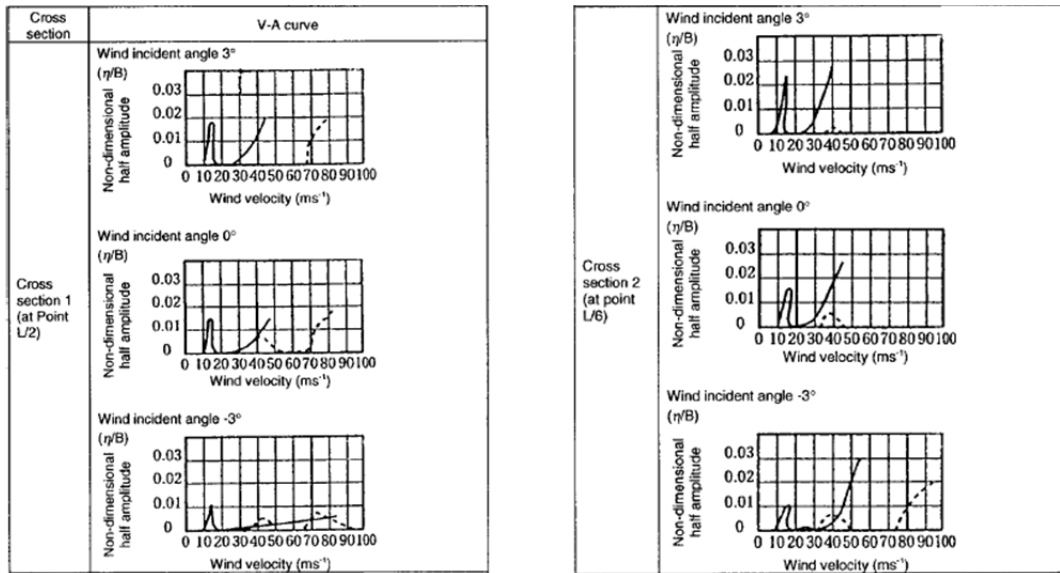 Cross
section
V-A curve
Cross
section 1
(at Point
L/2)
Wind incident angle 3°
(η/B)
Non-dimensional
half amplitude
0.03
0.02
0.01
0
0 10 20 30 40 50 60 70 80 90 100
Wind velocity (ms⁻¹)
Wind incident angle 0°
(η/B)
Non-dimensional
half amplitude
0.03
0.02
0.01
0
0 10 20 30 40 50 60 70 80 90 100
Wind velocity (ms⁻¹)
Wind incident angle -3°
(η/B)
Non-dimensional
half amplitude
0.03
0.02
0.01
0
0 10 20 30 40 50 60 70 80 90 100
Wind velocity (ms⁻¹)
Cross
section 2
(at point
L/6)
Wind incident angle 3°
(η/B)
Non-dimensional
half amplitude
0.03
0.02
0.01
0
0 10 20 30 40 50 60 70 80 90 100
Wind velocity (ms⁻¹)
Wind incident angle 0°
(η/B)
Non-dimensional
half amplitude
0.03
0.02
0.01
0
0 10 20 30 40 50 60 70 80 90 100
Wind velocity (ms⁻¹)
Wind incident angle -3°
(η/B)
Non-dimensional
half amplitude
0.03
0.02
0.01
0
0 10 20 30 40 50 60 70 80 90 100
Wind velocity (ms⁻¹)